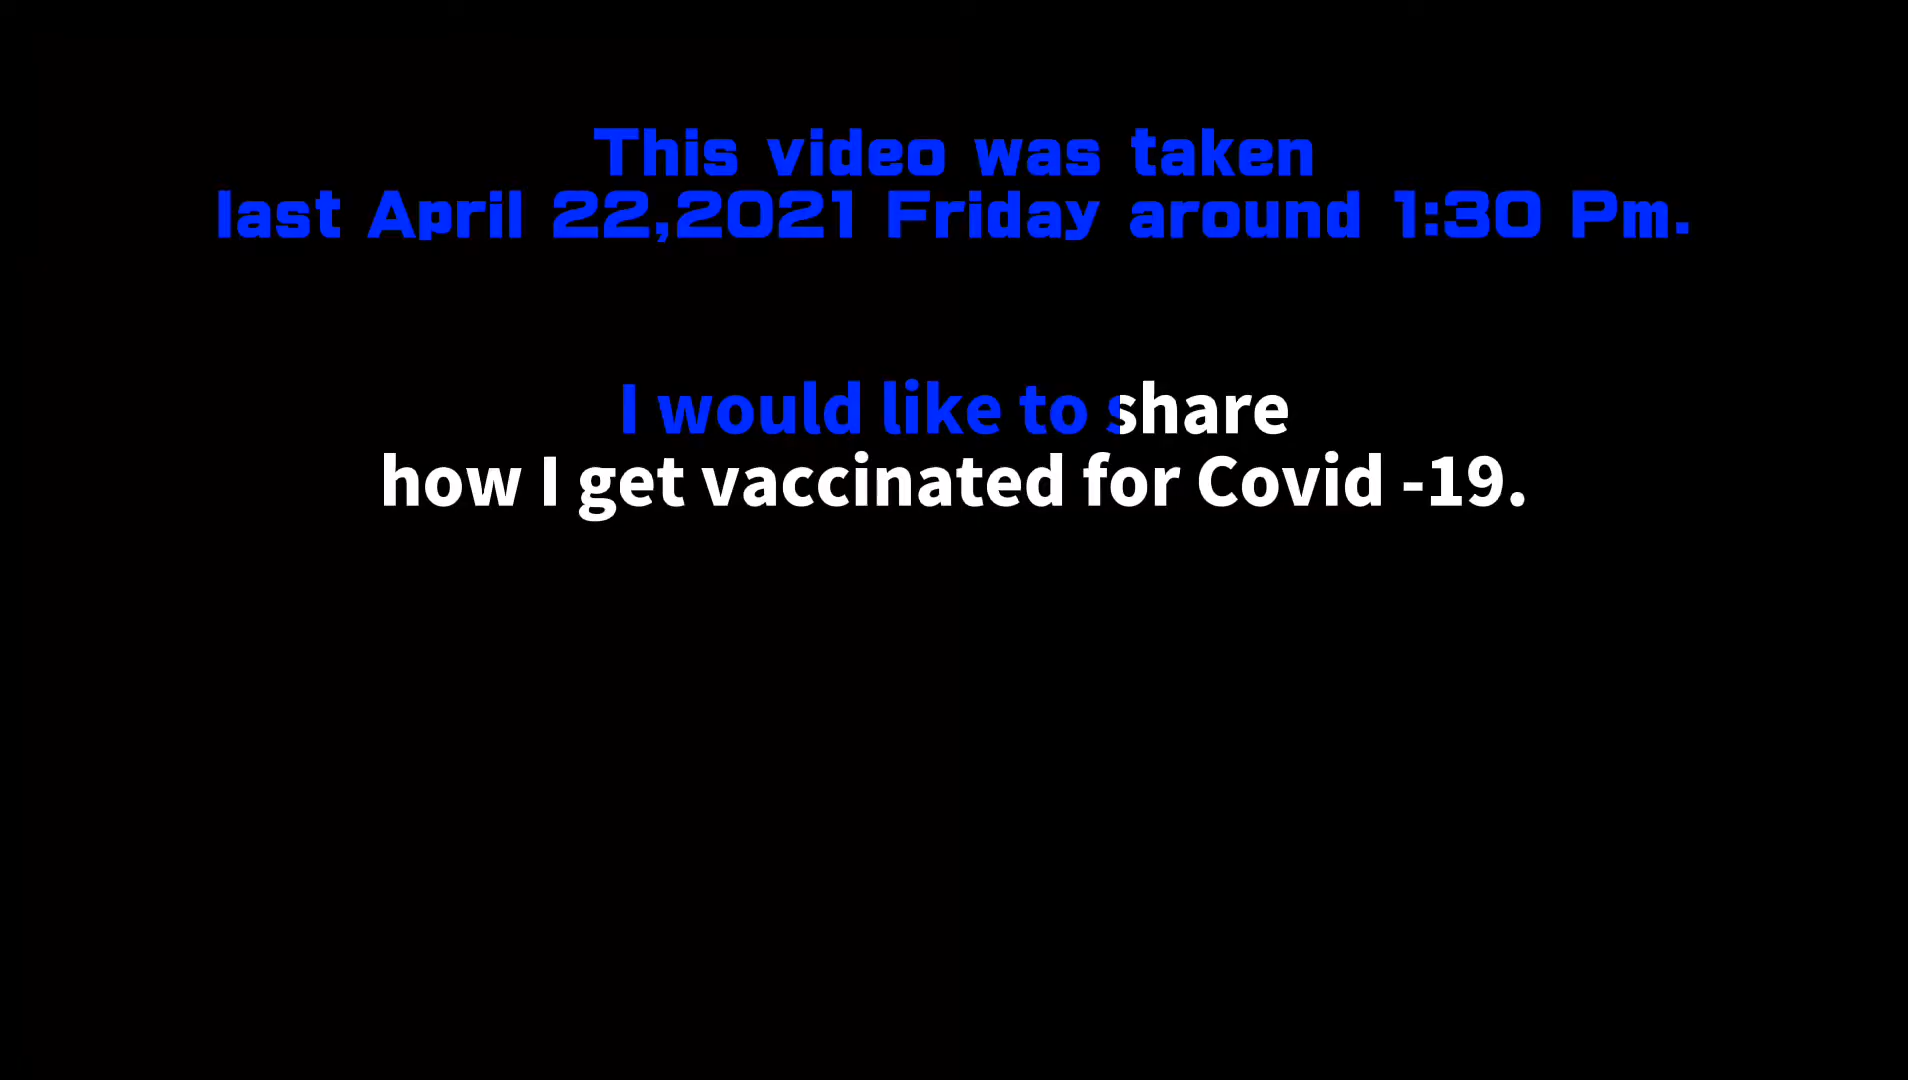 This video was taken
last April 22,2021 Friday around 1:30 Pm.
I would like to share
how I get vaccinated for Covid -19.